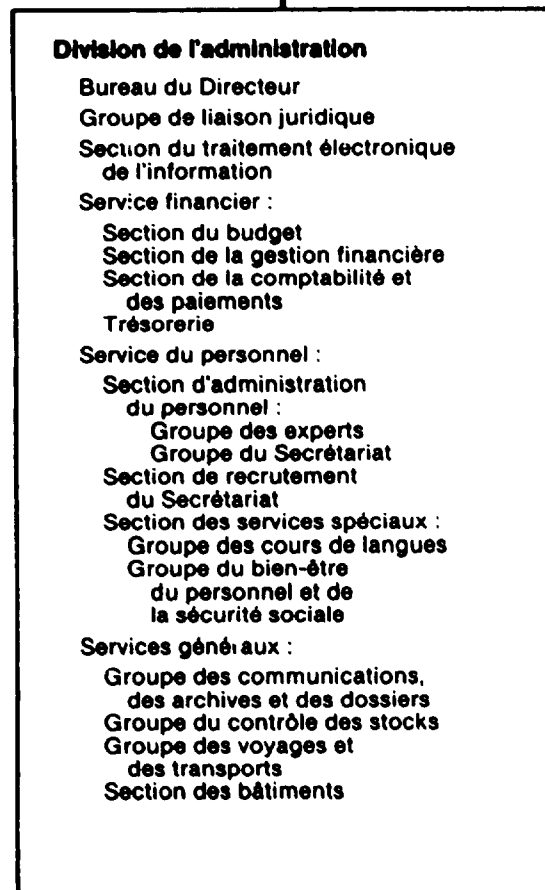 Division de l'administration
Bureau du Directeur
Groupe de liaison juridique
Section du traitement électronique
de l'information
Service financier :
Section du budget
Section de la gestion financière
Section de la comptabilité et
des paiements
Trésorerie
Service du personnel :
Section d'administration
du personnel :
Groupe des experts
Groupe du Secrétariat
Section de recrutement
du Secrétariat
Section des services spéciaux :
Groupe des cours de langues
Groupe du bien-être
du personnel et de
la sécurité sociale
Services généraux :
Groupe des communications,
des archives et des dossiers
Groupe du contrôle des stocks
Groupe des voyages et
des transports
Section des bâtiments